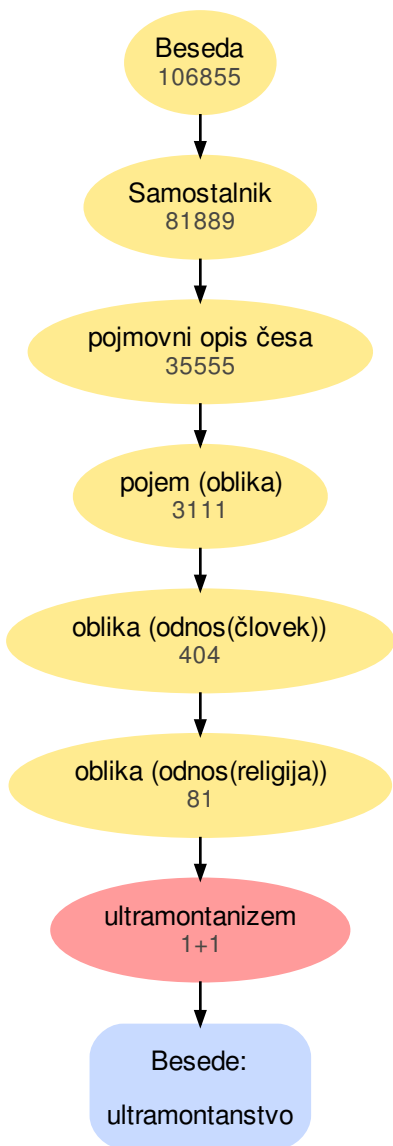 Beseda
106855
Samostalnik
81889
pojmovni opis česa
35555
pojem (oblika)
3111
oblika (odnos(človek))
404
oblika (odnos(religija))
81
ultramontanizem
1+1
Besede:
ultramontanstvo